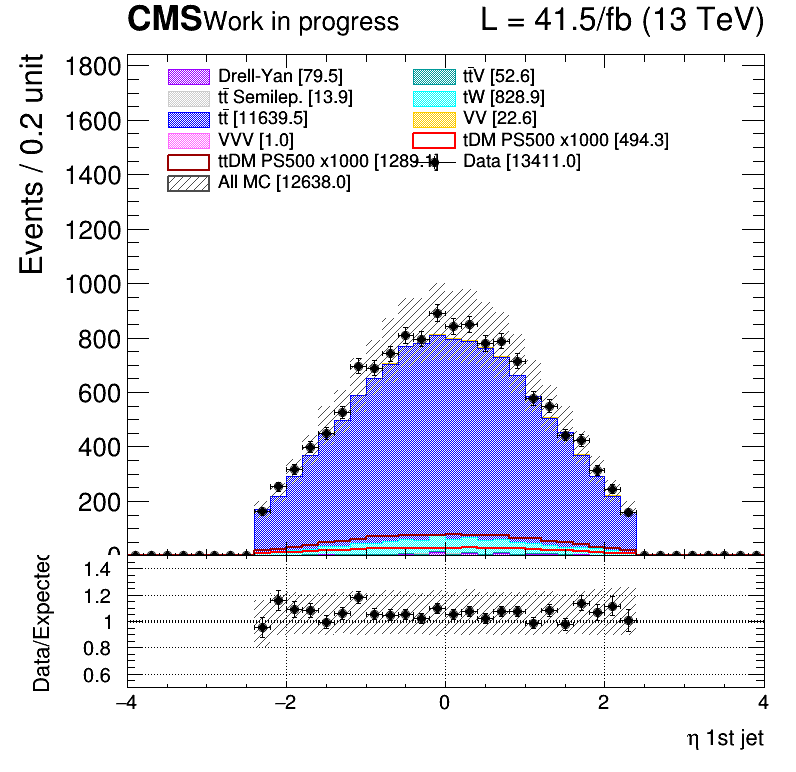 CMS Work in progress L = 41.5/fb (13 TeV)
Events / 0.2 unit
1800
1600
1400
1200
1000
800
600
400
200
0
Drell-Yan [79.5] tt̄V [52.6]
tt̄ Semilep. [13.9] tW [828.9]
tt̄ [11639.5] VV [22.6]
VVV [1.0] tDM PS500 x1000 [494.3]
ttDM PS500 x1000 [1289.1] Data [13411.0]
All MC [12638.0]
Data/Expected
1.4
1.2
1
0.8
0.6
−4 −2 0 2 4
η 1st jet